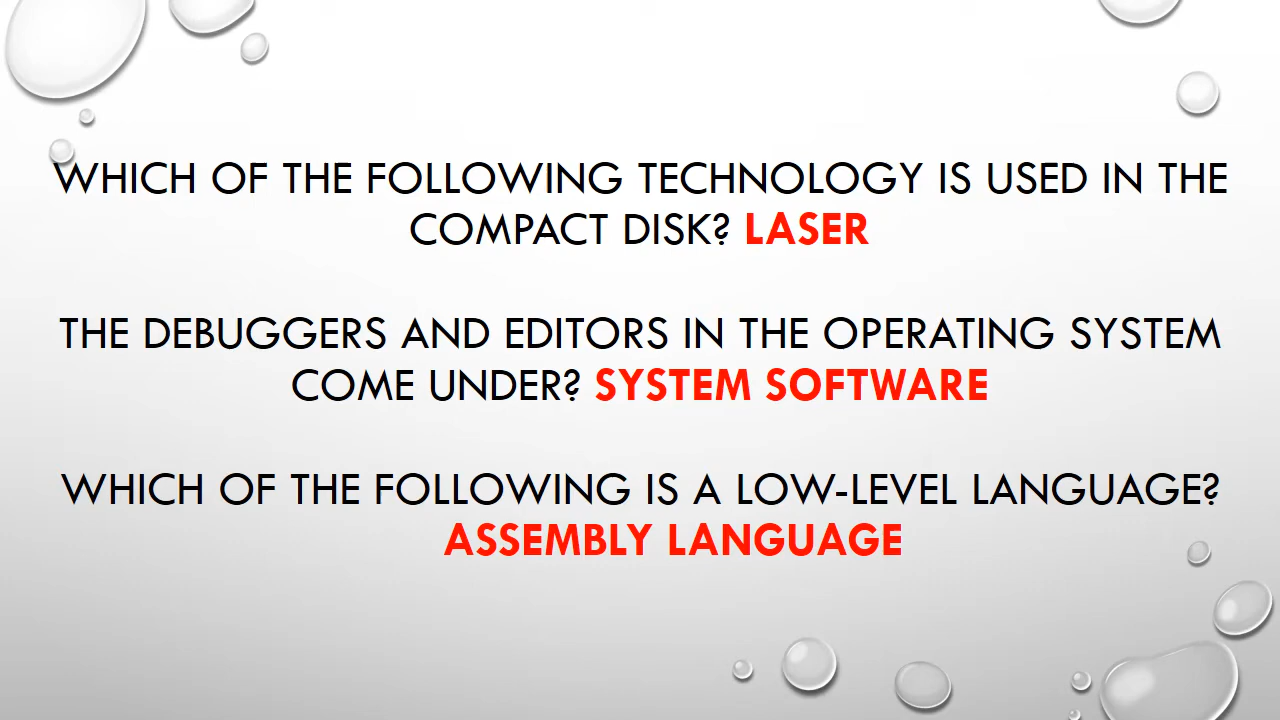 WHICH OF THE FOLLOWING TECHNOLOGY IS USED IN THE
COMPACT DISK? LASER
THE DEBUGGERS AND EDITORS IN THE OPERATING SYSTEM
COME UNDER? SYSTEM SOFTWARE
WHICH OF THE FOLLOWING IS A LOW-LEVEL LANGUAGE?
ASSEMBLY LANGUAGE